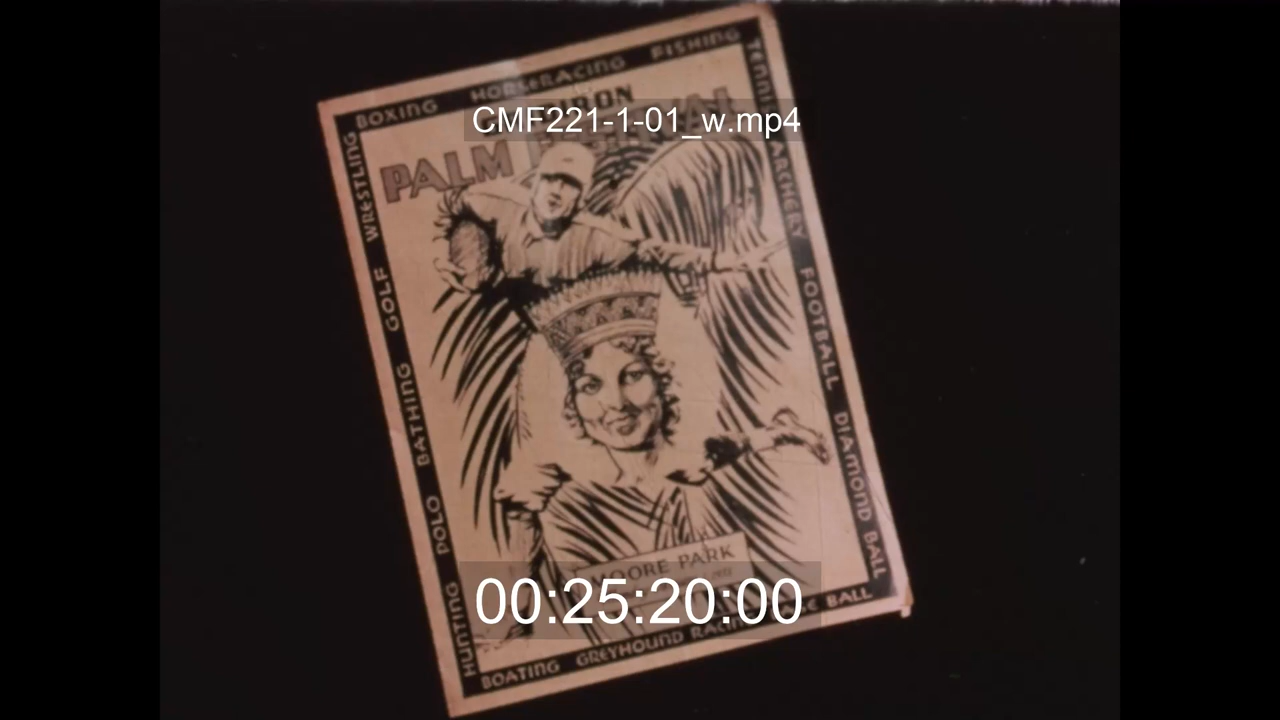 BOXING HORSERACING FISHING
CMF221-1-01_w.mp4
PALM
WRESTLING
GOLF
BATHING
POLO
HUNTING
TENNIS
ARCHERY
FOOTBALL
DIAMOND BALL
MOORE PARK
00:25:20:00
BOATING GREYHOUND RACING BALL